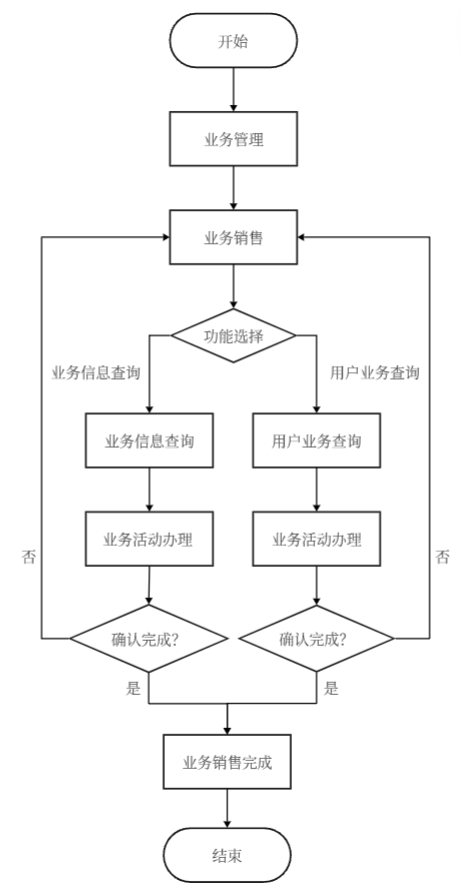 开始
业务管理
业务销售
功能选择
业务信息查询
用户业务查询
业务信息查询
用户业务查询
业务活动办理
业务活动办理
否
否
确认完成？
确认完成？
是
是
业务销售完成
结束